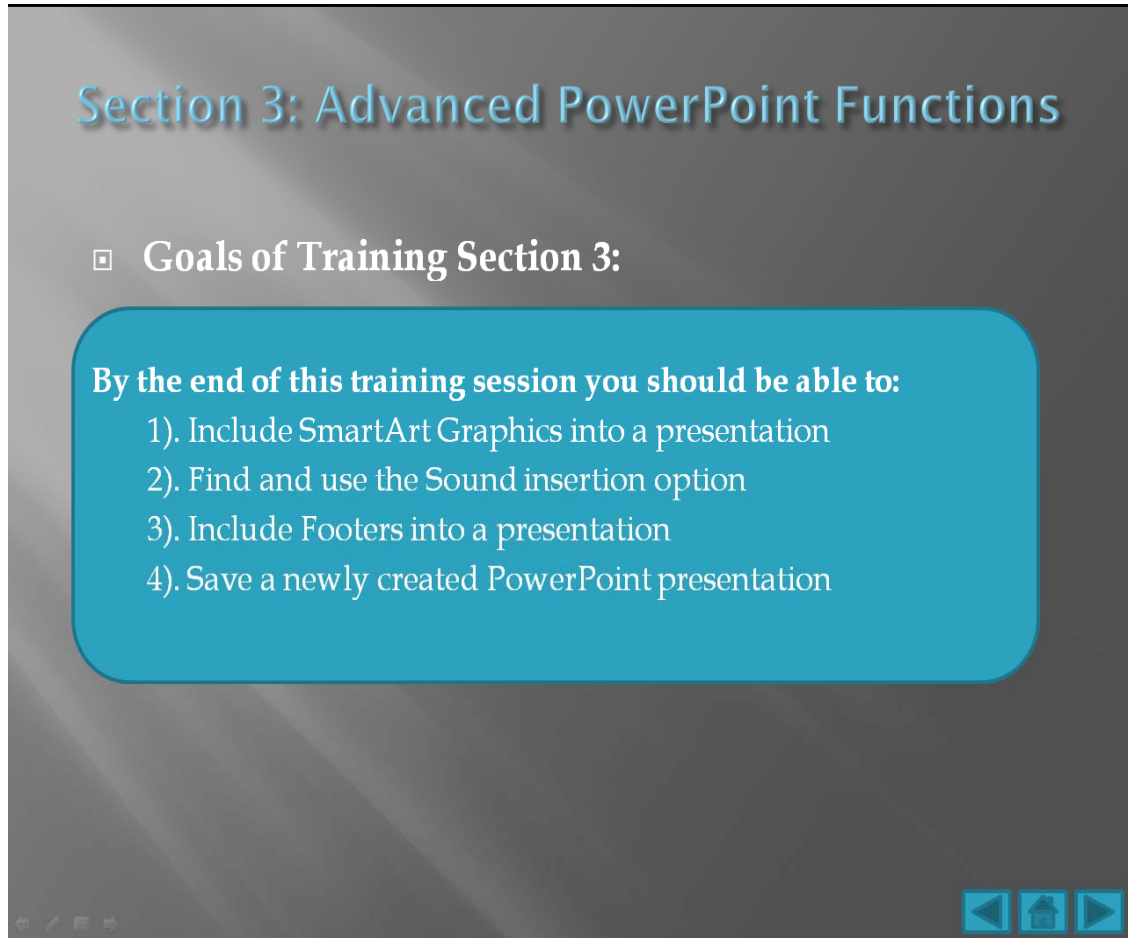 Section 3: Advanced PowerPoint Functions
Goals of Training Section 3:
By the end of this training session you should be able to:
1). Include SmartArt Graphics into a presentation
2). Find and use the Sound insertion option
3). Include Footers into a presentation
4). Save a newly created PowerPoint presentation